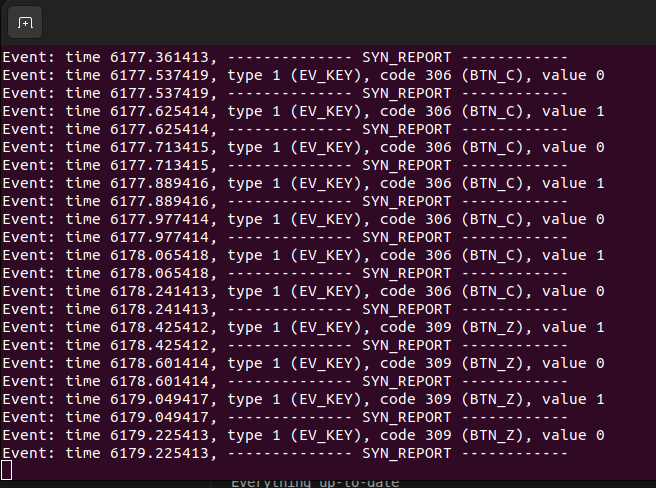 Event: time 6177.361413, -------------- SYN_REPORT ------------
Event: time 6177.537419, type 1 (EV_KEY), code 306 (BTN_C), value 0
Event: time 6177.537419, -------------- SYN_REPORT ------------
Event: time 6177.625414, type 1 (EV_KEY), code 306 (BTN_C), value 1
Event: time 6177.625414, -------------- SYN_REPORT ------------
Event: time 6177.713415, type 1 (EV_KEY), code 306 (BTN_C), value 0
Event: time 6177.713415, -------------- SYN_REPORT ------------
Event: time 6177.889416, type 1 (EV_KEY), code 306 (BTN_C), value 1
Event: time 6177.889416, -------------- SYN_REPORT ------------
Event: time 6177.977414, type 1 (EV_KEY), code 306 (BTN_C), value 0
Event: time 6177.977414, -------------- SYN_REPORT ------------
Event: time 6178.065418, type 1 (EV_KEY), code 306 (BTN_C), value 1
Event: time 6178.065418, -------------- SYN_REPORT ------------
Event: time 6178.241413, type 1 (EV_KEY), code 306 (BTN_C), value 0
Event: time 6178.241413, -------------- SYN_REPORT ------------
Event: time 6178.425412, type 1 (EV_KEY), code 309 (BTN_Z), value 1
Event: time 6178.425412, -------------- SYN_REPORT ------------
Event: time 6178.601414, type 1 (EV_KEY), code 309 (BTN_Z), value 0
Event: time 6178.601414, -------------- SYN_REPORT ------------
Event: time 6179.049417, type 1 (EV_KEY), code 309 (BTN_Z), value 1
Event: time 6179.049417, -------------- SYN_REPORT ------------
Event: time 6179.225413, type 1 (EV_KEY), code 309 (BTN_Z), value 0
Event: time 6179.225413, -------------- SYN_REPORT ------------
Everything up-to-date